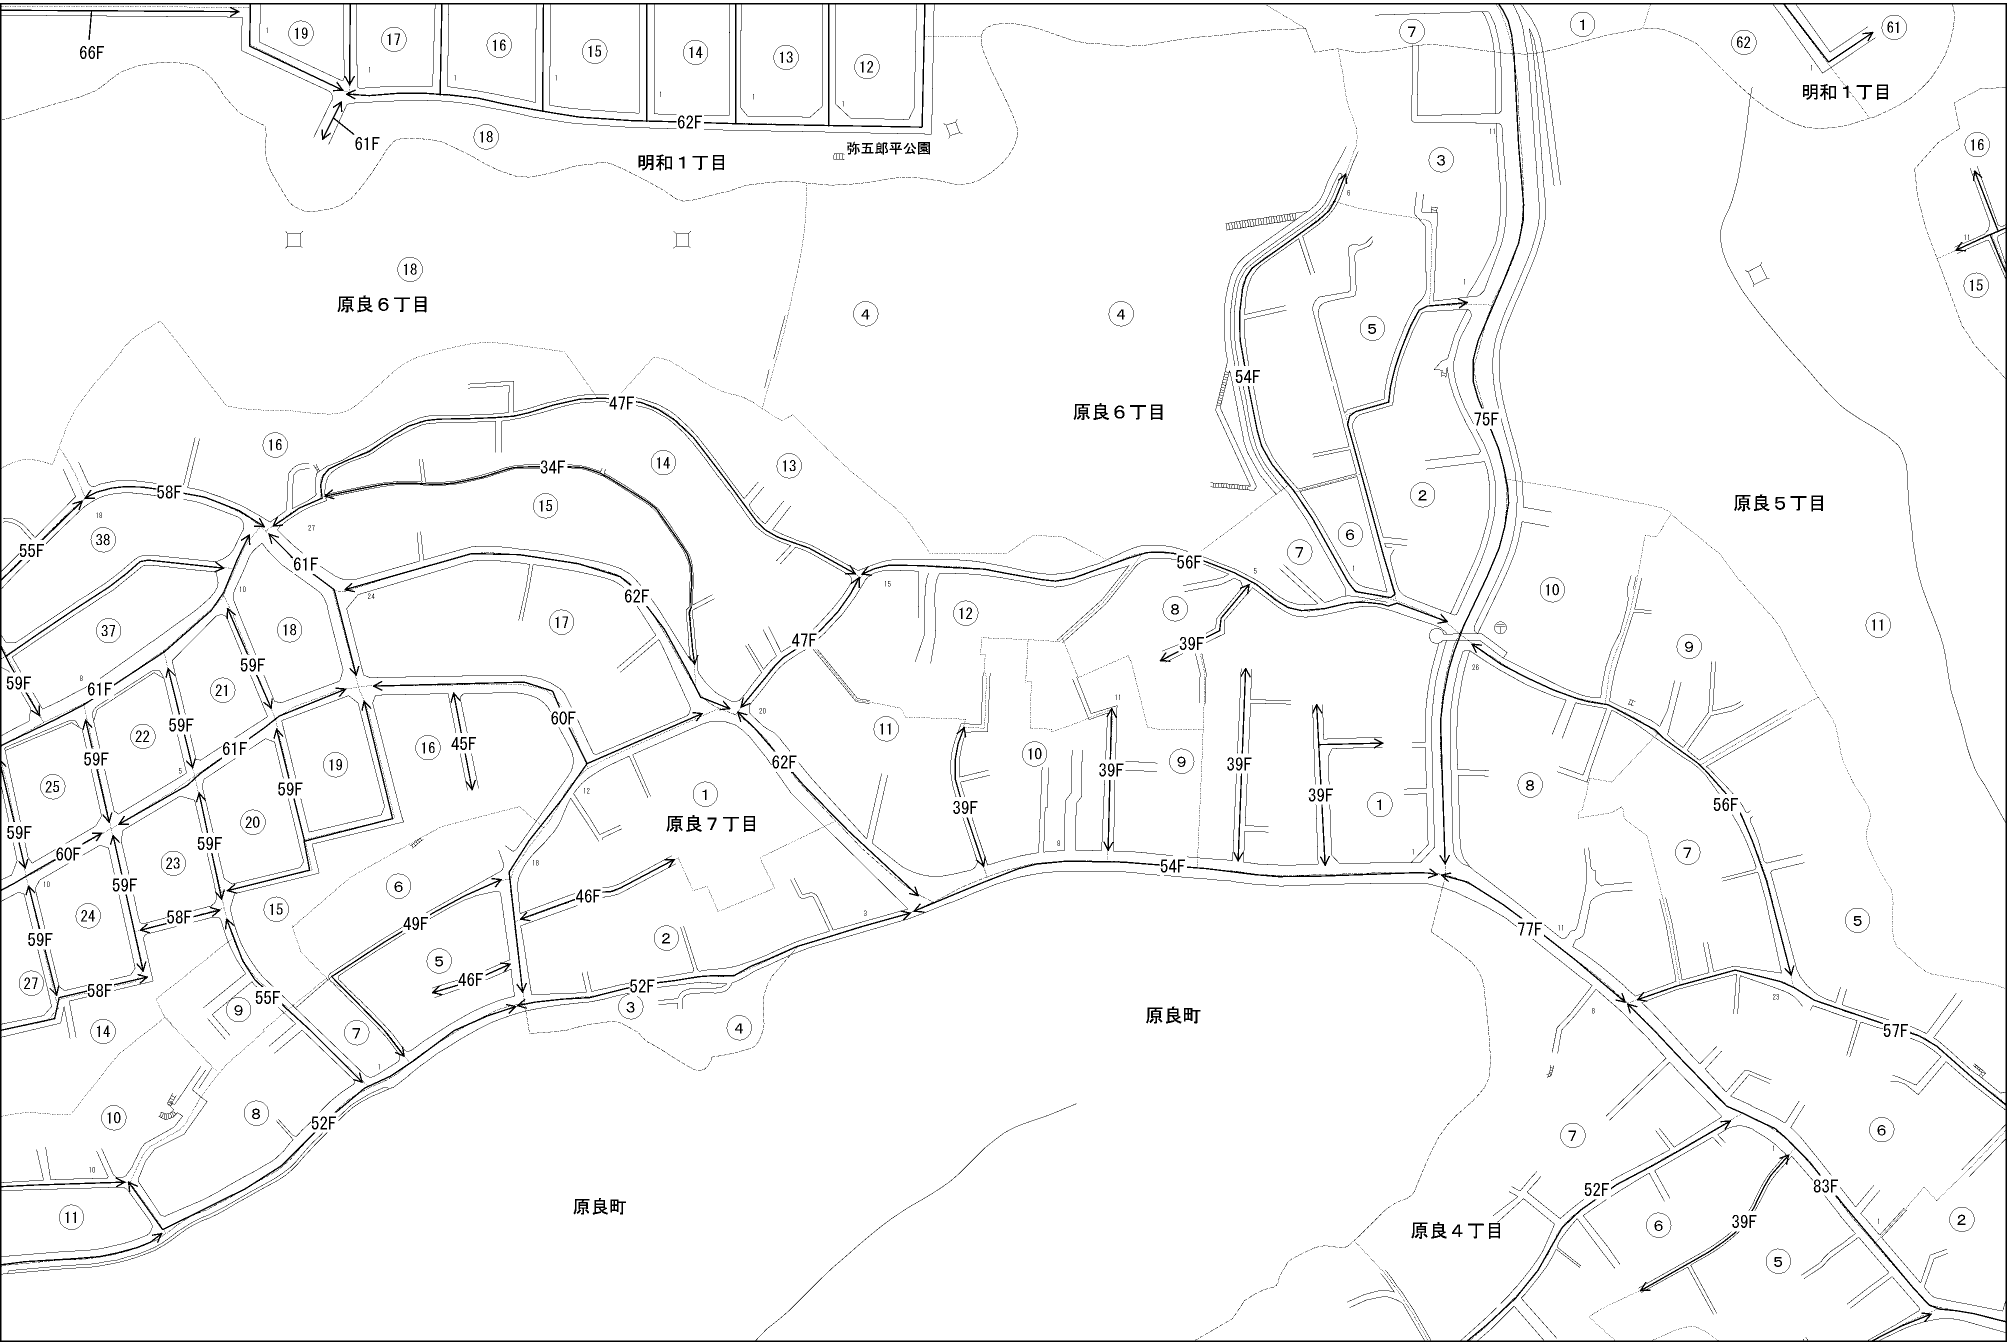 ⑲
⑰
⑯
⑮
⑭
⑬
⑫
66F
61F
62F
⑱
明和１丁目
弥五郎平公園
⑦
①
62
61
明和１丁目
③
⑯
⑮
⑱
原良６丁目
④
④
⑤
54F
原良６丁目
75F
47F
⑯
⑭
⑬
34F
58F
⑮
②
原良５丁目
38
55F
61F
⑥
⑦
56F
62F
⑩
37
⑱
⑰
⑫
⑧
39F
47F
⑪
⑨
59F
59F
61F
㉑
59F
60F
⑪
㉒
61F
⑯
45F
⑩
59F
⑲
62F
39F
⑨
39F
㉕
59F
①
39F
39F
①
⑧
56F
原良７丁目
⑳
59F
59F
60F
㉓
54F
⑦
59F
⑥
46F
㉔
58F
⑮
49F
②
77F
⑤
59F
⑤
46F
㉗
58F
55F
⑨
52F
③
④
原良町
57F
⑭
⑦
⑩
⑧
52F
⑦
⑥
83F
52F
⑪
原良町
原良４丁目
⑥
39F
②
⑤